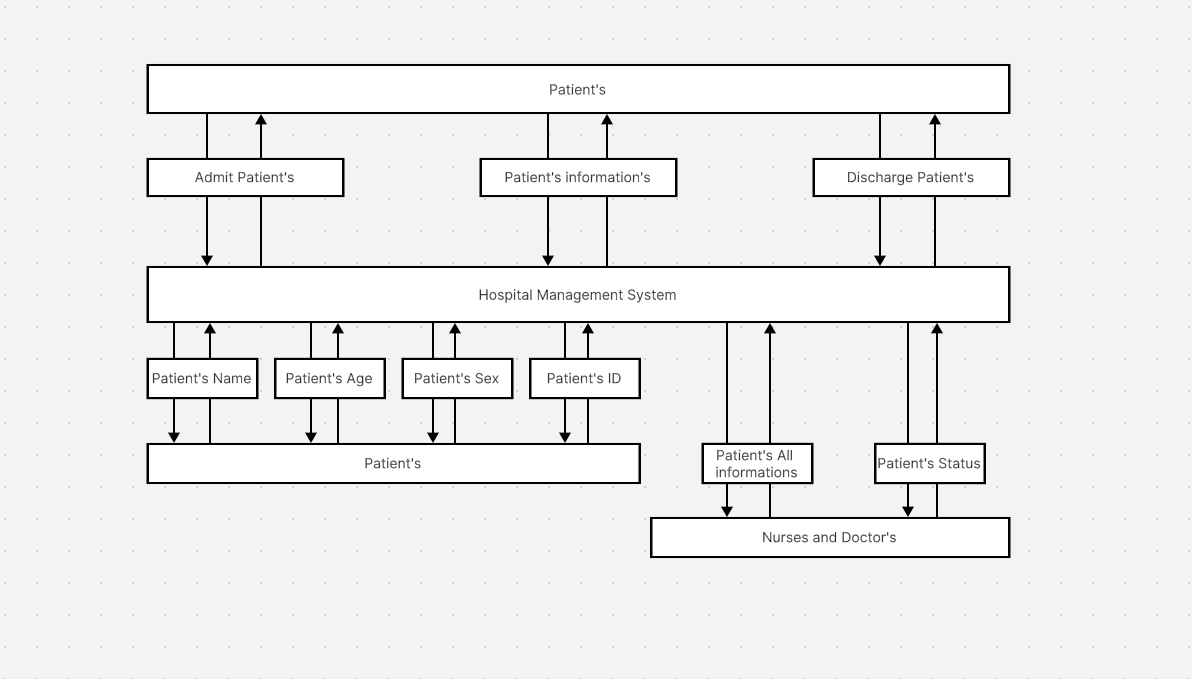 Patient's
Admit Patient's
Patient's information's
Discharge Patient's
Hospital Management System
Patient's Name
Patient's Age
Patient's Sex
Patient's ID
Patient's
Patient's All
informations
Patient's Status
Nurses and Doctor's